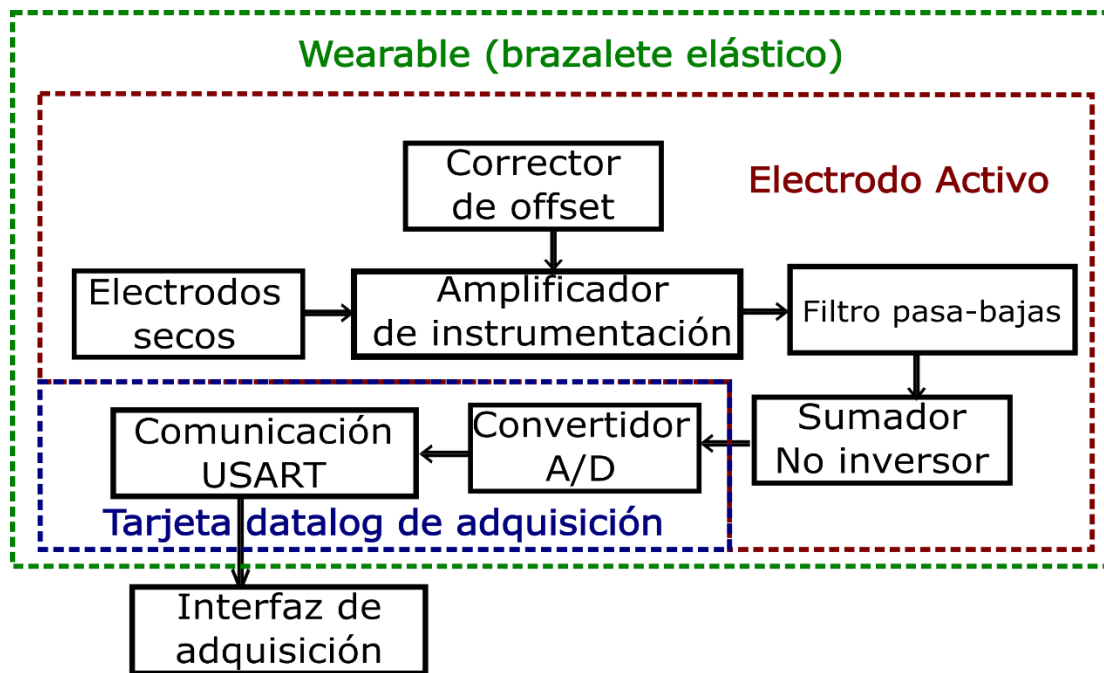 Wearable (brazalete elástico)
Corrector
de offset
Electrodo Activo
Electrodos
secos
Amplificador
de instrumentación
Filtro pasa-bajas
Comunicación
USART
Convertidor
A/D
Sumador
No inversor
Tarjeta datalog de adquisición
Interfaz de
adquisición